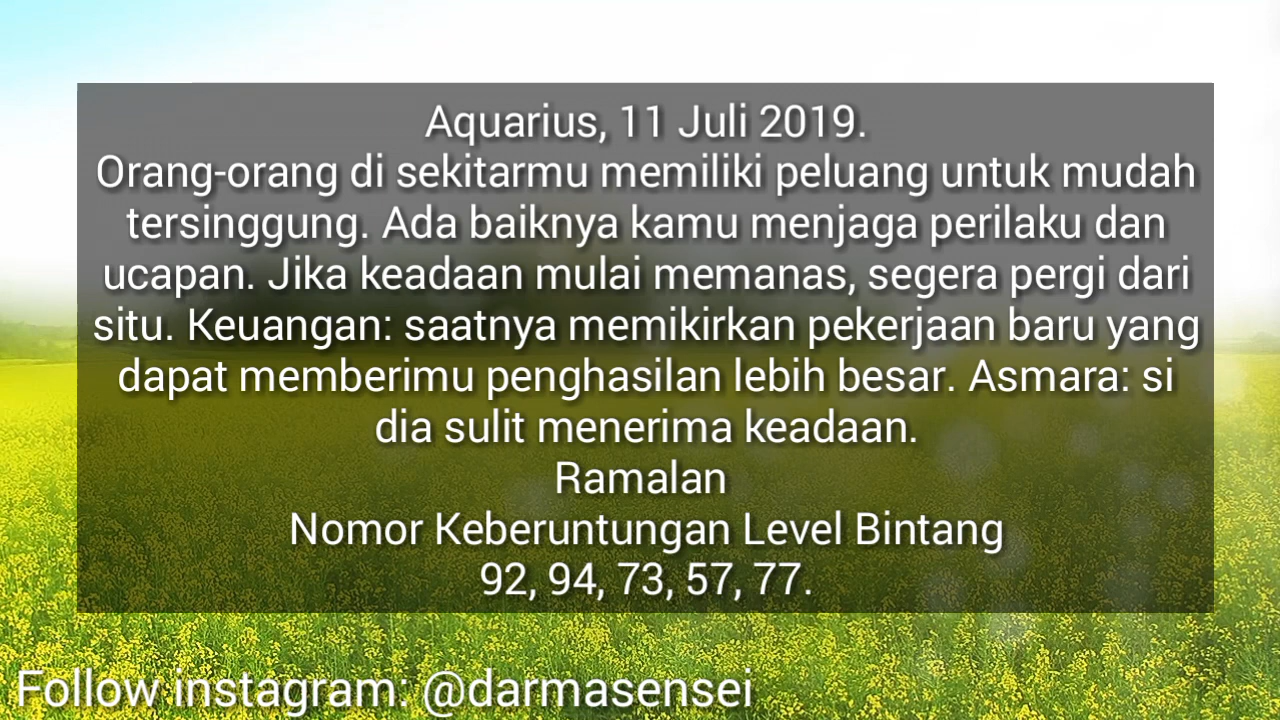 Aquarius, 11 Juli 2019.
Orang-orang di sekitarmu memiliki peluang untuk mudah
tersinggung. Ada baiknya kamu menjaga perilaku dan
ucapan. Jika keadaan mulai memanas, segera pergi dari
situ. Keuangan: saatnya memikirkan pekerjaan baru yang
dapat memberimu penghasilan lebih besar. Asmara: si
dia sulit menerima keadaan.
Ramalan
Nomor Keberuntungan Level Bintang
92, 94, 73, 57, 77.
Follow instagram: @darmasensei